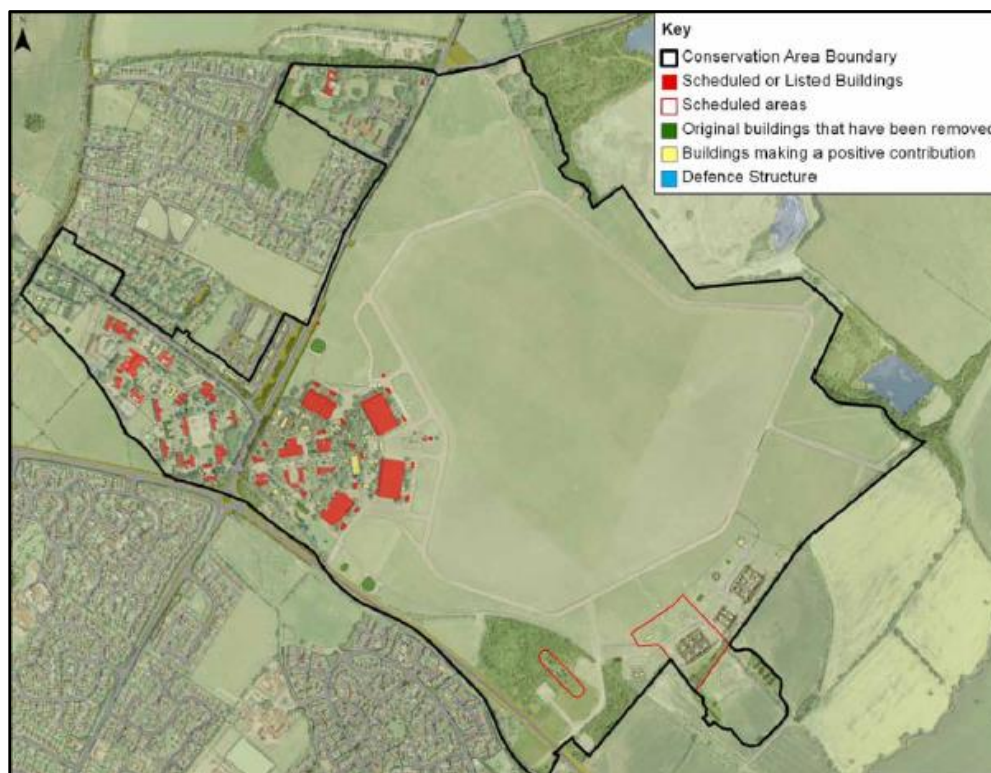 N
Key
Conservation Area Boundary
Scheduled or Listed Buildings
Scheduled areas
Original buildings that have been removed
Buildings making a positive contribution
Defence Structure